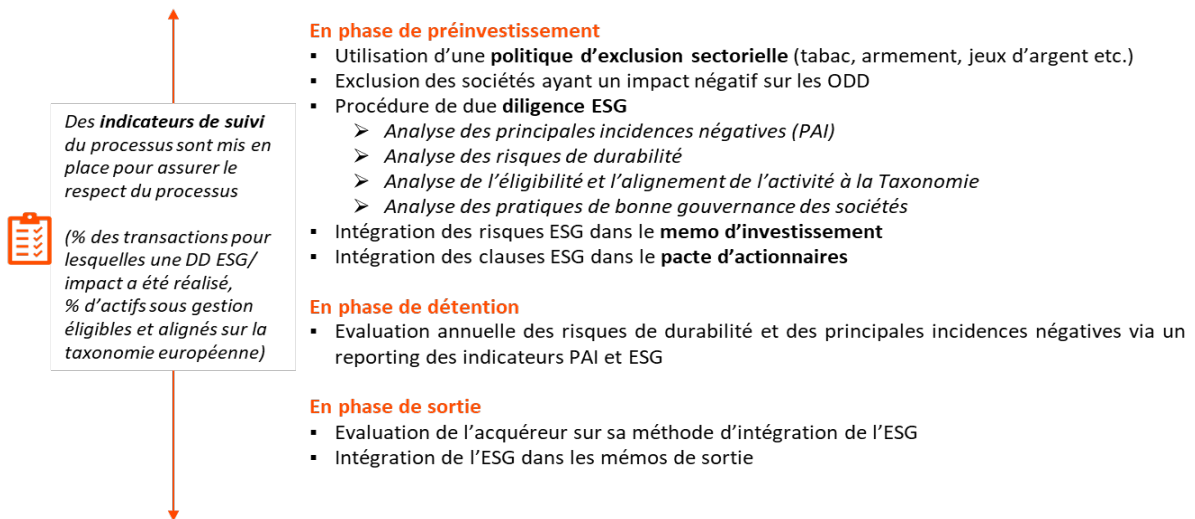 Des indicateurs de suivi
du processus sont mis en
place pour assurer le
respect du processus
(% des transactions pour
lesquelles une DD ESG/
impact a été réalisé,
% d'actifs sous gestion
éligibles et alignés sur la
taxonomie européenne)
En phase de préinvestissement
▪ Utilisation d'une politique d'exclusion sectorielle (tabac, armement, jeux d'argent etc.)
▪ Exclusion des sociétés ayant un impact négatif sur les ODD
▪ Procédure de due diligence ESG
➢ Analyse des principales incidences négatives (PAI)
➢ Analyse des risques de durabilité
➢ Analyse de l'éligibilité et l'alignement de l'activité à la Taxonomie
➢ Analyse des pratiques de bonne gouvernance des sociétés
▪ Intégration des risques ESG dans le memo d'investissement
▪ Intégration des clauses ESG dans le pacte d'actionnaires
En phase de détention
▪ Evaluation annuelle des risques de durabilité et des principales incidences négatives via un
reporting des indicateurs PAI et ESG
En phase de sortie
▪ Evaluation de l'acquéreur sur sa méthode d'intégration de l'ESG
▪ Intégration de l'ESG dans les mémos de sortie